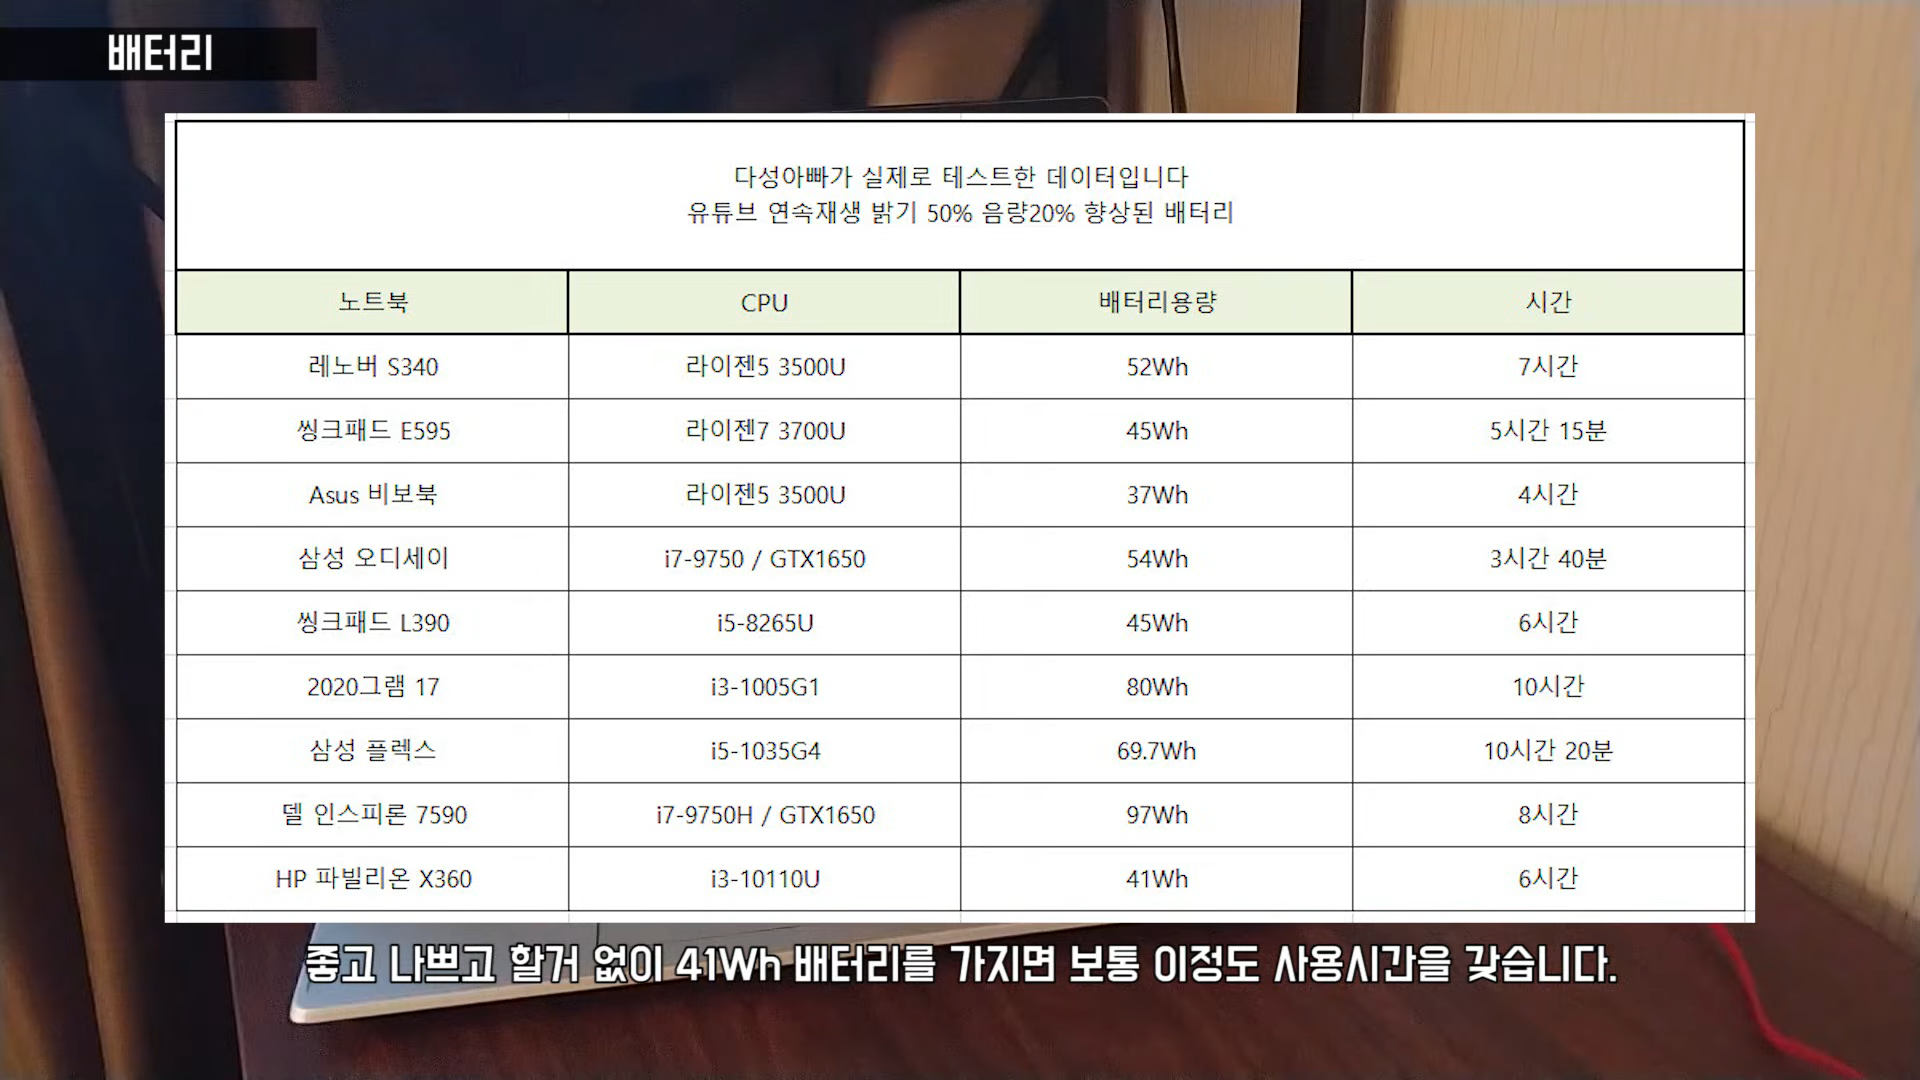 배터리
다성아빠가 실제로 테스트한 데이터입니다
유튜브 연속재생 밝기 50% 음량20% 향상된 배터리
노트북 CPU 배터리용량 시간
레노버 S340 라이젠5 3500U 52Wh 7시간
씽크패드 E595 라이젠7 3700U 45Wh 5시간 15분
Asus 비보북 라이젠5 3500U 37Wh 4시간
삼성 오디세이 i7-9750 / GTX1650 54Wh 3시간 40분
씽크패드 L390 i5-8265U 45Wh 6시간
2020그램 17 i3-1005G1 80Wh 10시간
삼성 플렉스 i5-1035G4 69.7Wh 10시간 20분
델 인스피론 7590 i7-9750H / GTX1650 97Wh 8시간
HP 파빌리온 X360 i3-10110U 41Wh 6시간
좋고 나쁘고 할거 없이 41Wh 배터리를 가지면 보통 이정도 사용시간을 갖습니다.